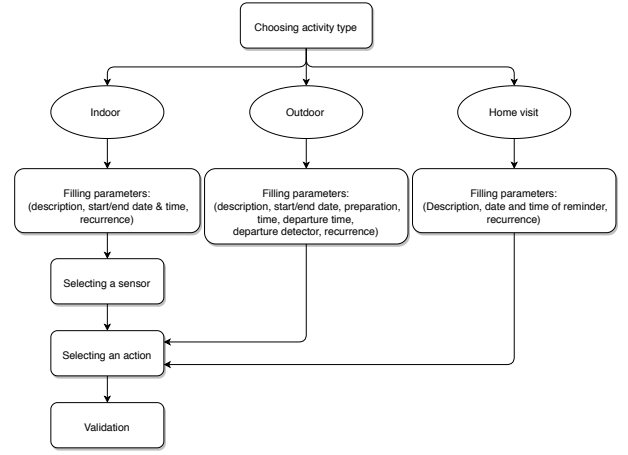 Choosing activity type
Indoor
Outdoor
Home visit
Filling parameters:
(description, start/end date & time,
recurrence)
Filling parameters:
(description, start/end date, preparation,
time, departure time,
departure detector, recurrence)
Filling parameters:
(Description, date and time of reminder,
recurrence)
Selecting a sensor
Selecting an action
Validation